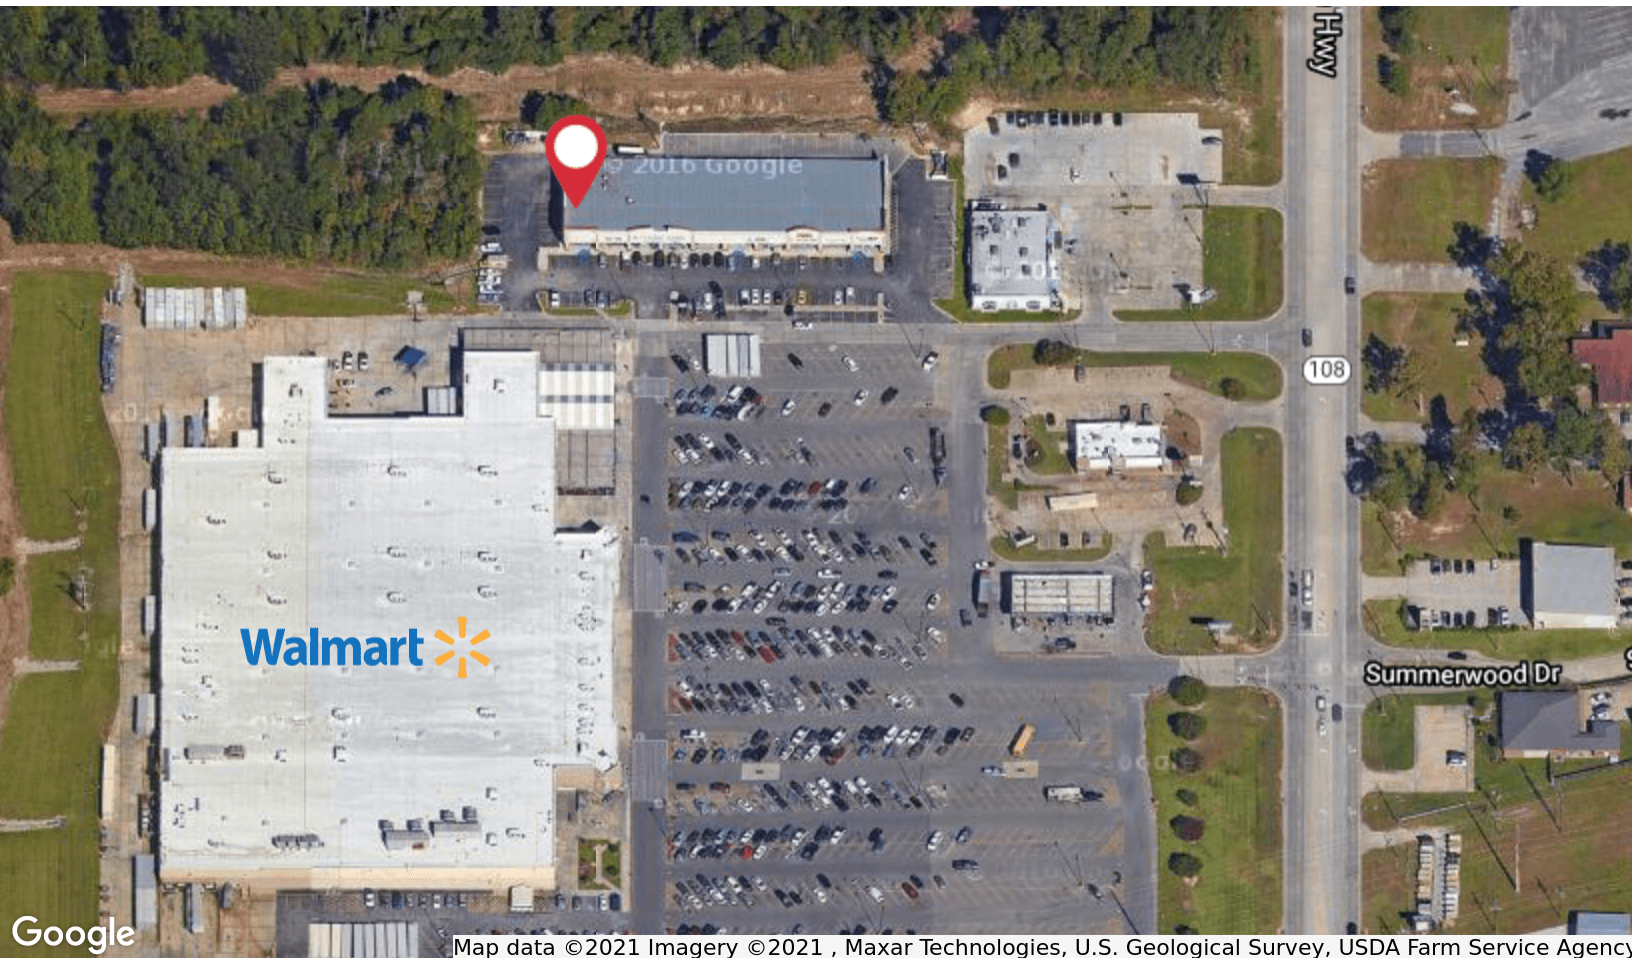 Hwy
© 2016 Google
108
Walmart
Summerwood Dr
Google
Map data ©2021 Imagery ©2021 , Maxar Technologies, U.S. Geological Survey, USDA Farm Service Agency